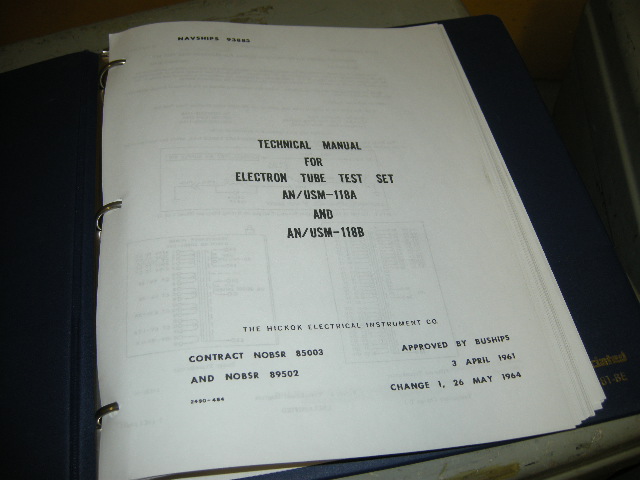 NAVSHIPS 93885
TECHNICAL MANUAL
FOR
ELECTRON TUBE TEST SET
AN/USM-118A
AND
AN/USM-118B
THE HICKOK ELECTRICAL INSTRUMENT CO.
CONTRACT NOBSR 85003
AND NOBSR 89502
2490-484
APPROVED BY BUSHIPS
3 APRIL 1961
CHANGE 1, 26 MAY 1964